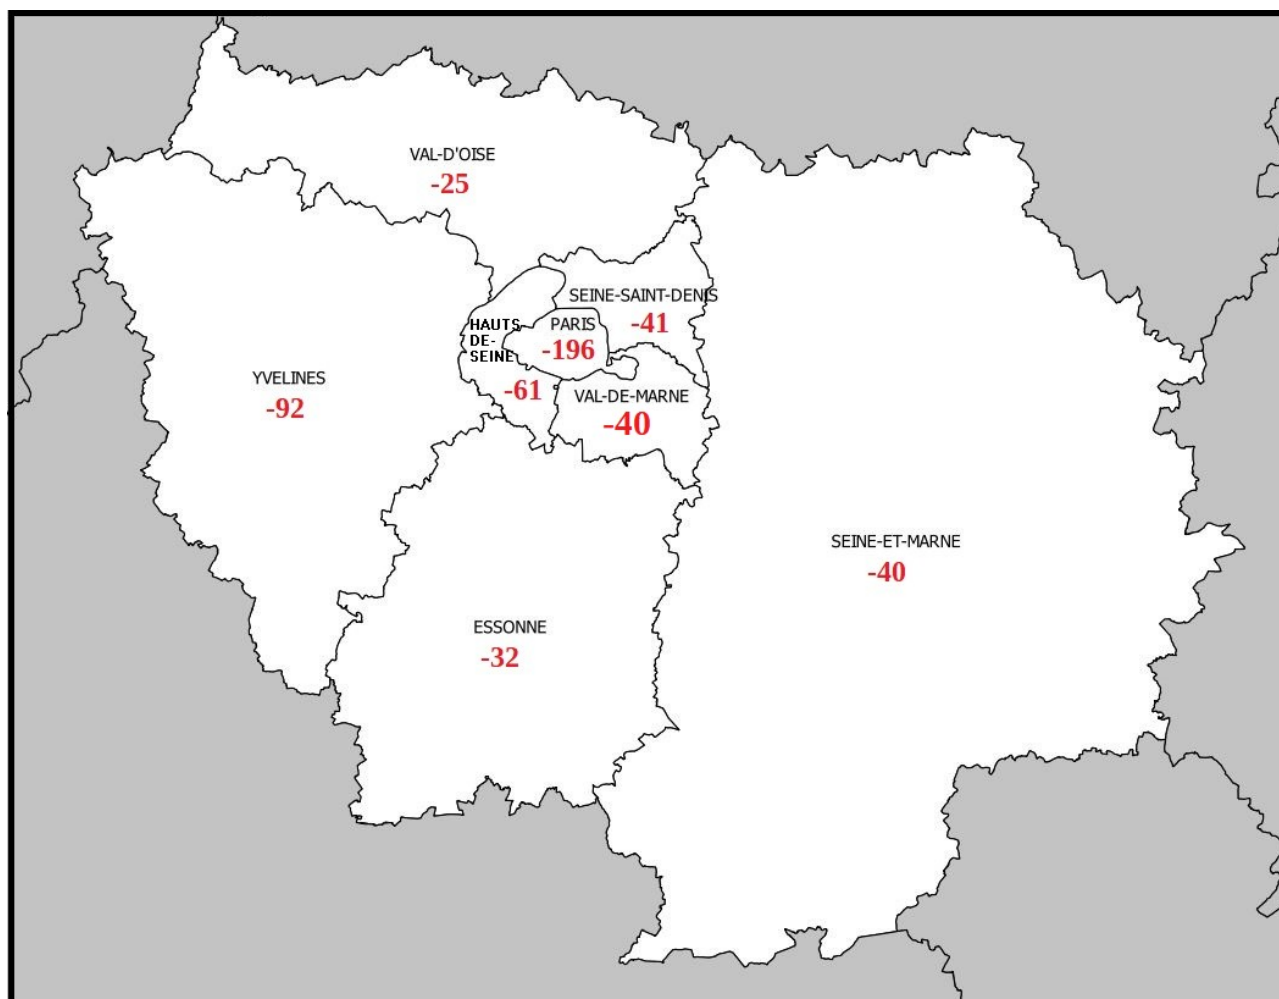 VAL-D'OISE
-25
SEINE-SAINT-DENIS
-41
HAUTS-
DE-
SEINE
-61
PARIS
-196
YVELINES
-92
VAL-DE-MARNE
-40
SEINE-ET-MARNE
-40
ESSONNE
-32